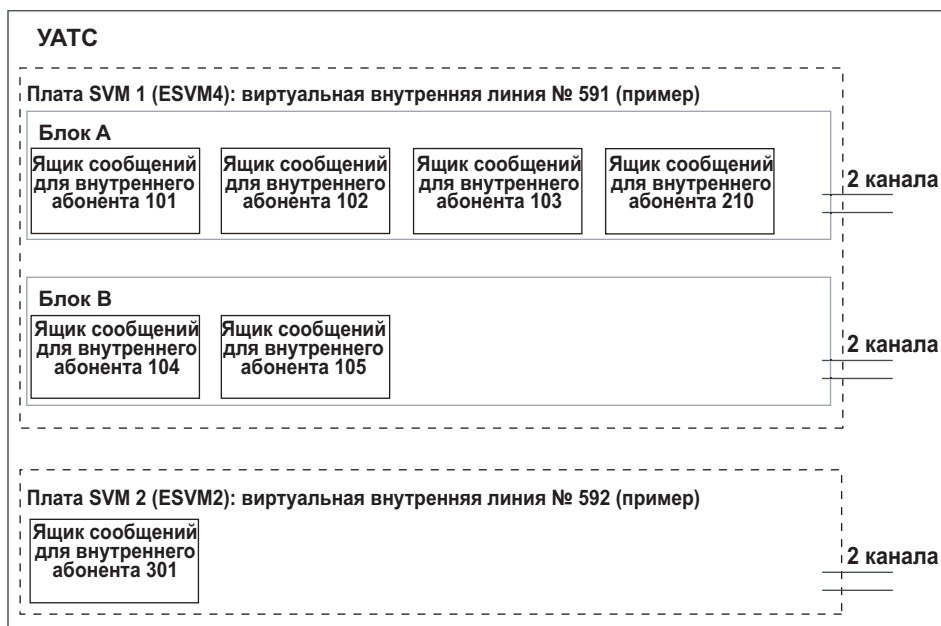 УАТС
Плата SVM 1 (ESVM4): виртуальная внутренняя линия № 591 (пример)
Блок A
Ящик сообщений
для внутреннего
абонента 101
Ящик сообщений
для внутреннего
абонента 102
Ящик сообщений
для внутреннего
абонента 103
Ящик сообщений
для внутреннего
абонента 210
2 канала
Блок B
Ящик сообщений
для внутреннего
абонента 104
Ящик сообщений
для внутреннего
абонента 105
2 канала
Плата SVM 2 (ESVM2): виртуальная внутренняя линия № 592 (пример)
Ящик сообщений
для внутреннего
абонента 301
2 канала